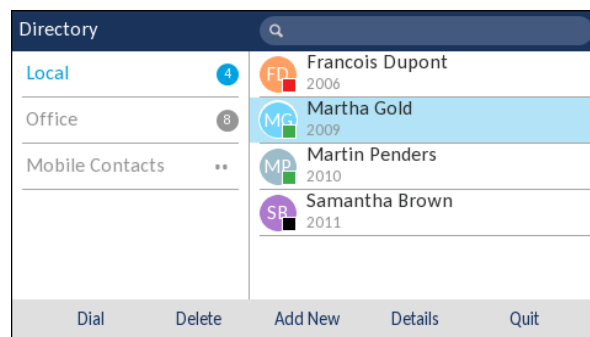 Directory
Local 4
Office 8
Mobile Contacts ••
FD Francois Dupont
2006
MG Martha Gold
2009
MP Martin Penders
2010
SB Samantha Brown
2011
Dial Delete Add New Details Quit